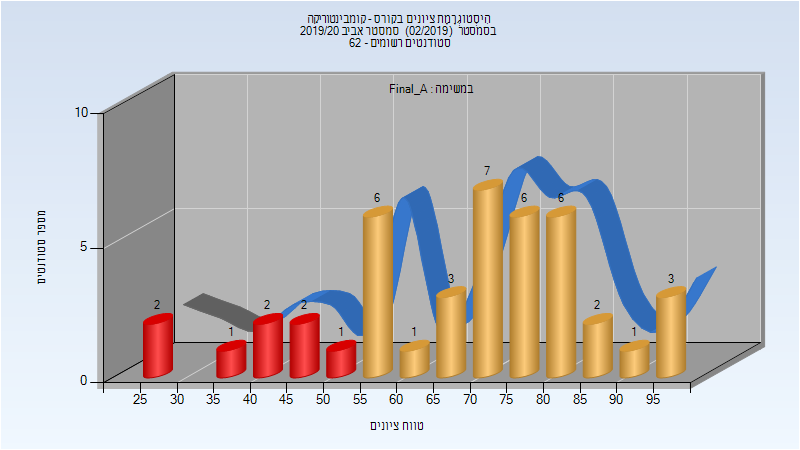 היסטוגרמת ציונים בקורס - קומבינטוריקה
בסמסטר (02/2019) סמסטר אביב 2019/20
סטודנטים רשומים - 62
במשימה : Final_A
מספר סטודנטים
10
5
0
2
1
2
2
1
6
1
3
7
6
6
2
1
3
25 30 35 40 45 50 55 60 65 70 75 80 85 90 95
טווח ציונים